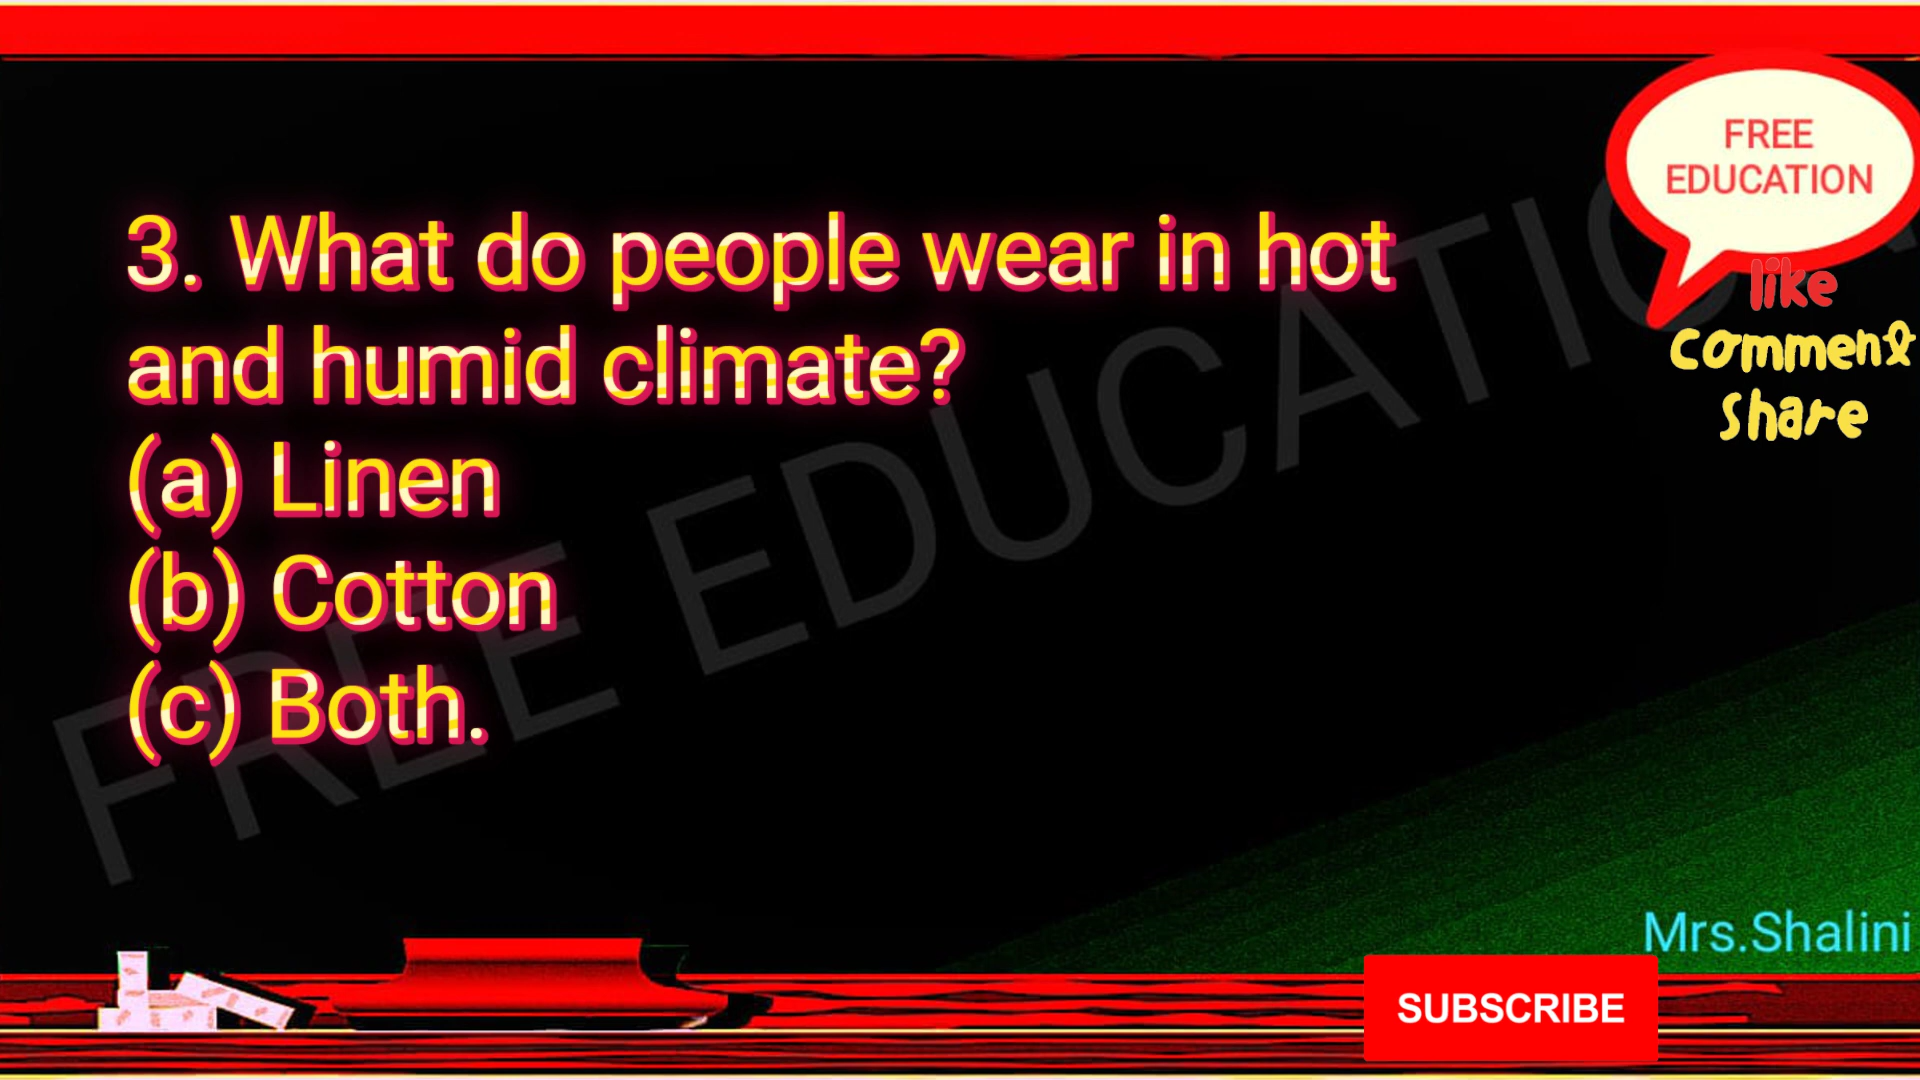 3. What do people wear in hot
and humid climate?
(a) Linen
(b) Cotton
(c) Both.
FREE
EDUCATION
like
comment
share
FREE EDUCATION
Mrs.Shalini
SUBSCRIBE